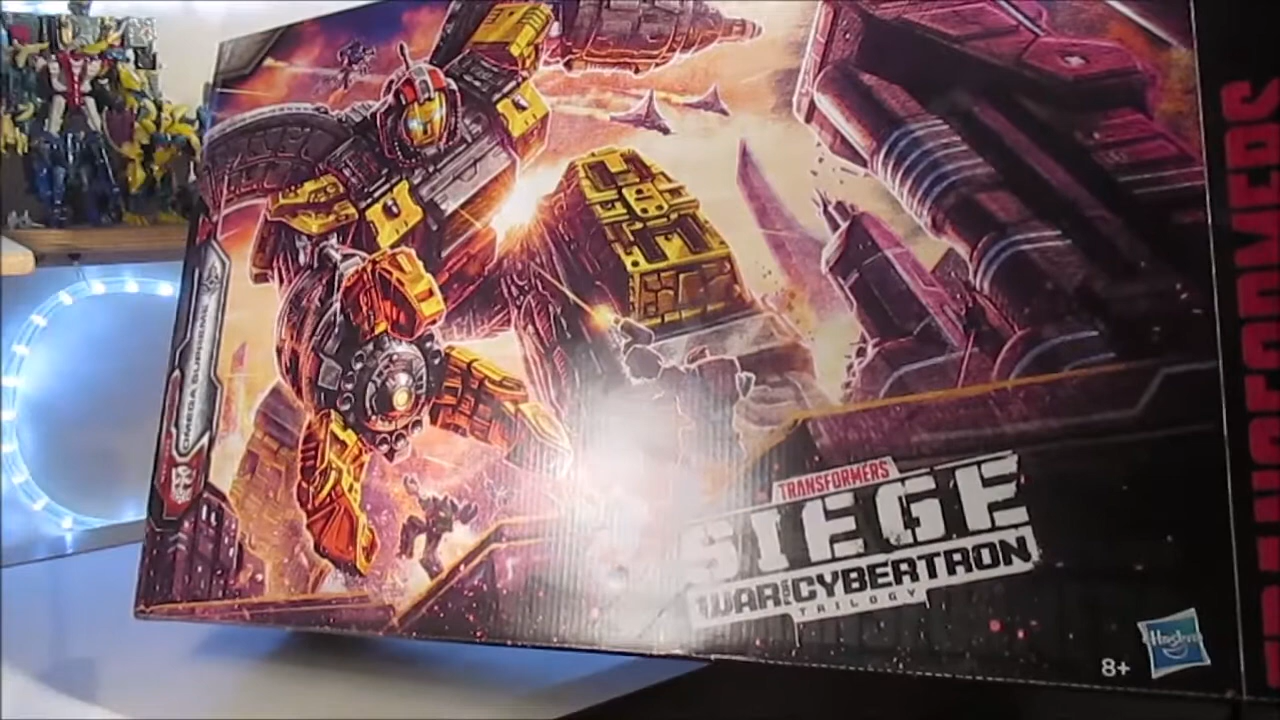 OMEGA SUPREME
TRANSFORMERS
SIEGE
WAR FOR CYBERTRON
TRILOGY
8+
Hasbro
TRANSFORMERS